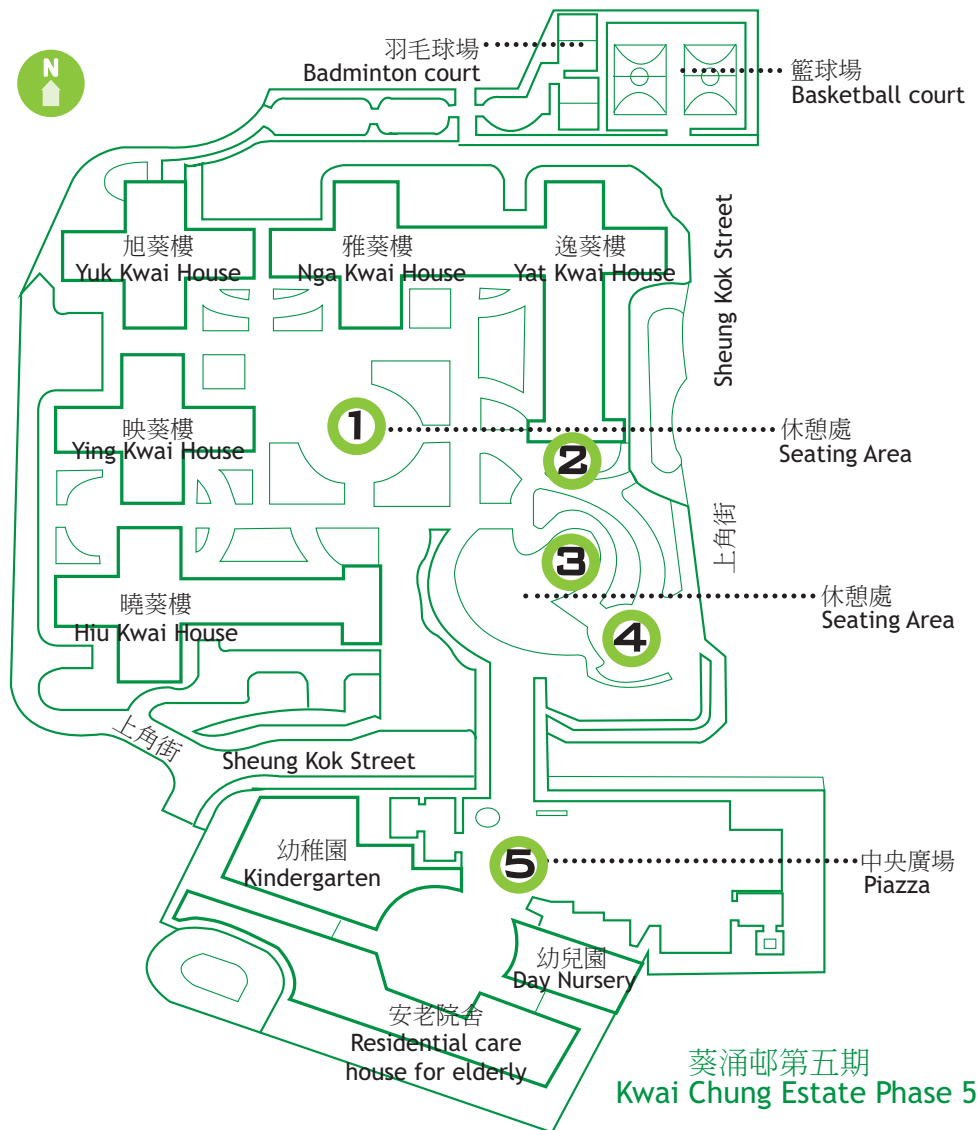 N
羽毛球場
Badminton court
籃球場
Basketball court
旭葵樓
Yuk Kwai House
雅葵樓
Nga Kwai House
逸葵樓
Yat Kwai House
Sheung Kok Street
映葵樓
Ying Kwai House
1
休憩處
Seating Area
2
上角街
3
休憩處
Seating Area
曉葵樓
Hiu Kwai House
4
上角街
Sheung Kok Street
幼稚園
Kindergarten
5
中央廣場
Piazza
幼兒園
Day Nursery
安老院舍
Residential care
house for elderly
葵涌邨第五期
Kwai Chung Estate Phase 5